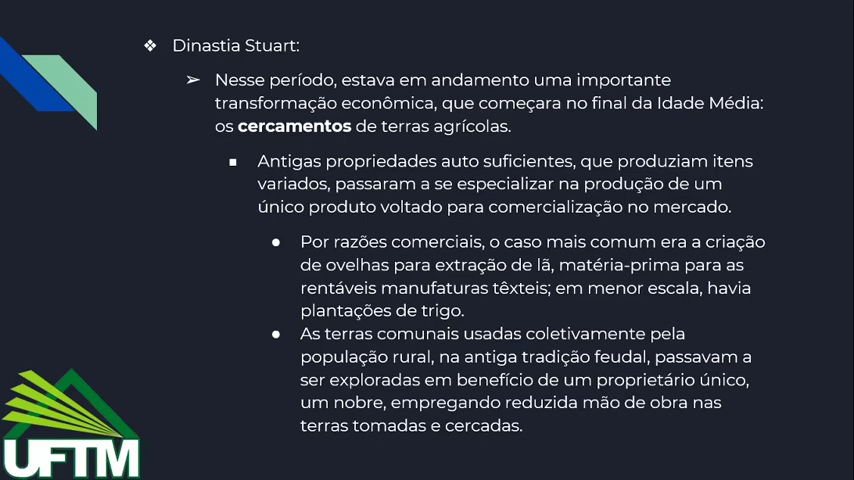 ❖ Dinastia Stuart:
➢ Nesse período, estava em andamento uma importante
transformação econômica, que começara no final da Idade Média:
os cercamentos de terras agrícolas.
■ Antigas propriedades auto suficientes, que produziam itens
variados, passaram a se especializar na produção de um
único produto voltado para comercialização no mercado.
● Por razões comerciais, o caso mais comum era a criação
de ovelhas para extração de lã, matéria-prima para as
rentáveis manufaturas têxteis; em menor escala, havia
plantações de trigo.
● As terras comunais usadas coletivamente pela
população rural, na antiga tradição feudal, passavam a
ser exploradas em benefício de um proprietário único,
um nobre, empregando reduzida mão de obra nas
terras tomadas e cercadas.
UFTM